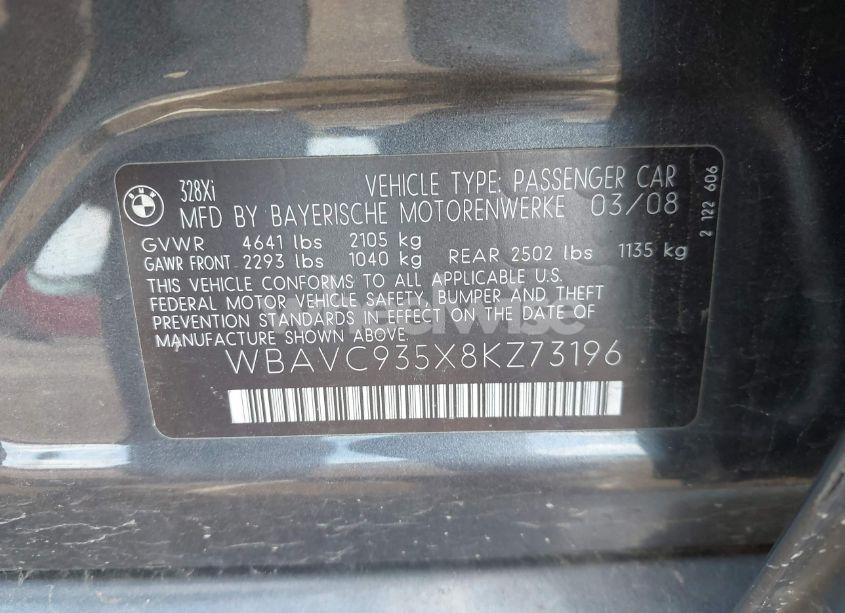 BMW
328Xi VEHICLE TYPE: PASSENGER CAR
MFD BY BAYERISCHE MOTORENWERKE 03/08
GVWR 4641 lbs 2105 kg
GAWR FRONT 2293 lbs 1040 kg REAR 2502 lbs 1135 kg
THIS VEHICLE CONFORMS TO ALL APPLICABLE U.S.
FEDERAL MOTOR VEHICLE SAFETY, BUMPER AND THEFT
PREVENTION STANDARDS IN EFFECT ON THE DATE OF
MANUFACTURE SHOWN ABOVE.
WBAVC935X8KZ73196
2 122 606